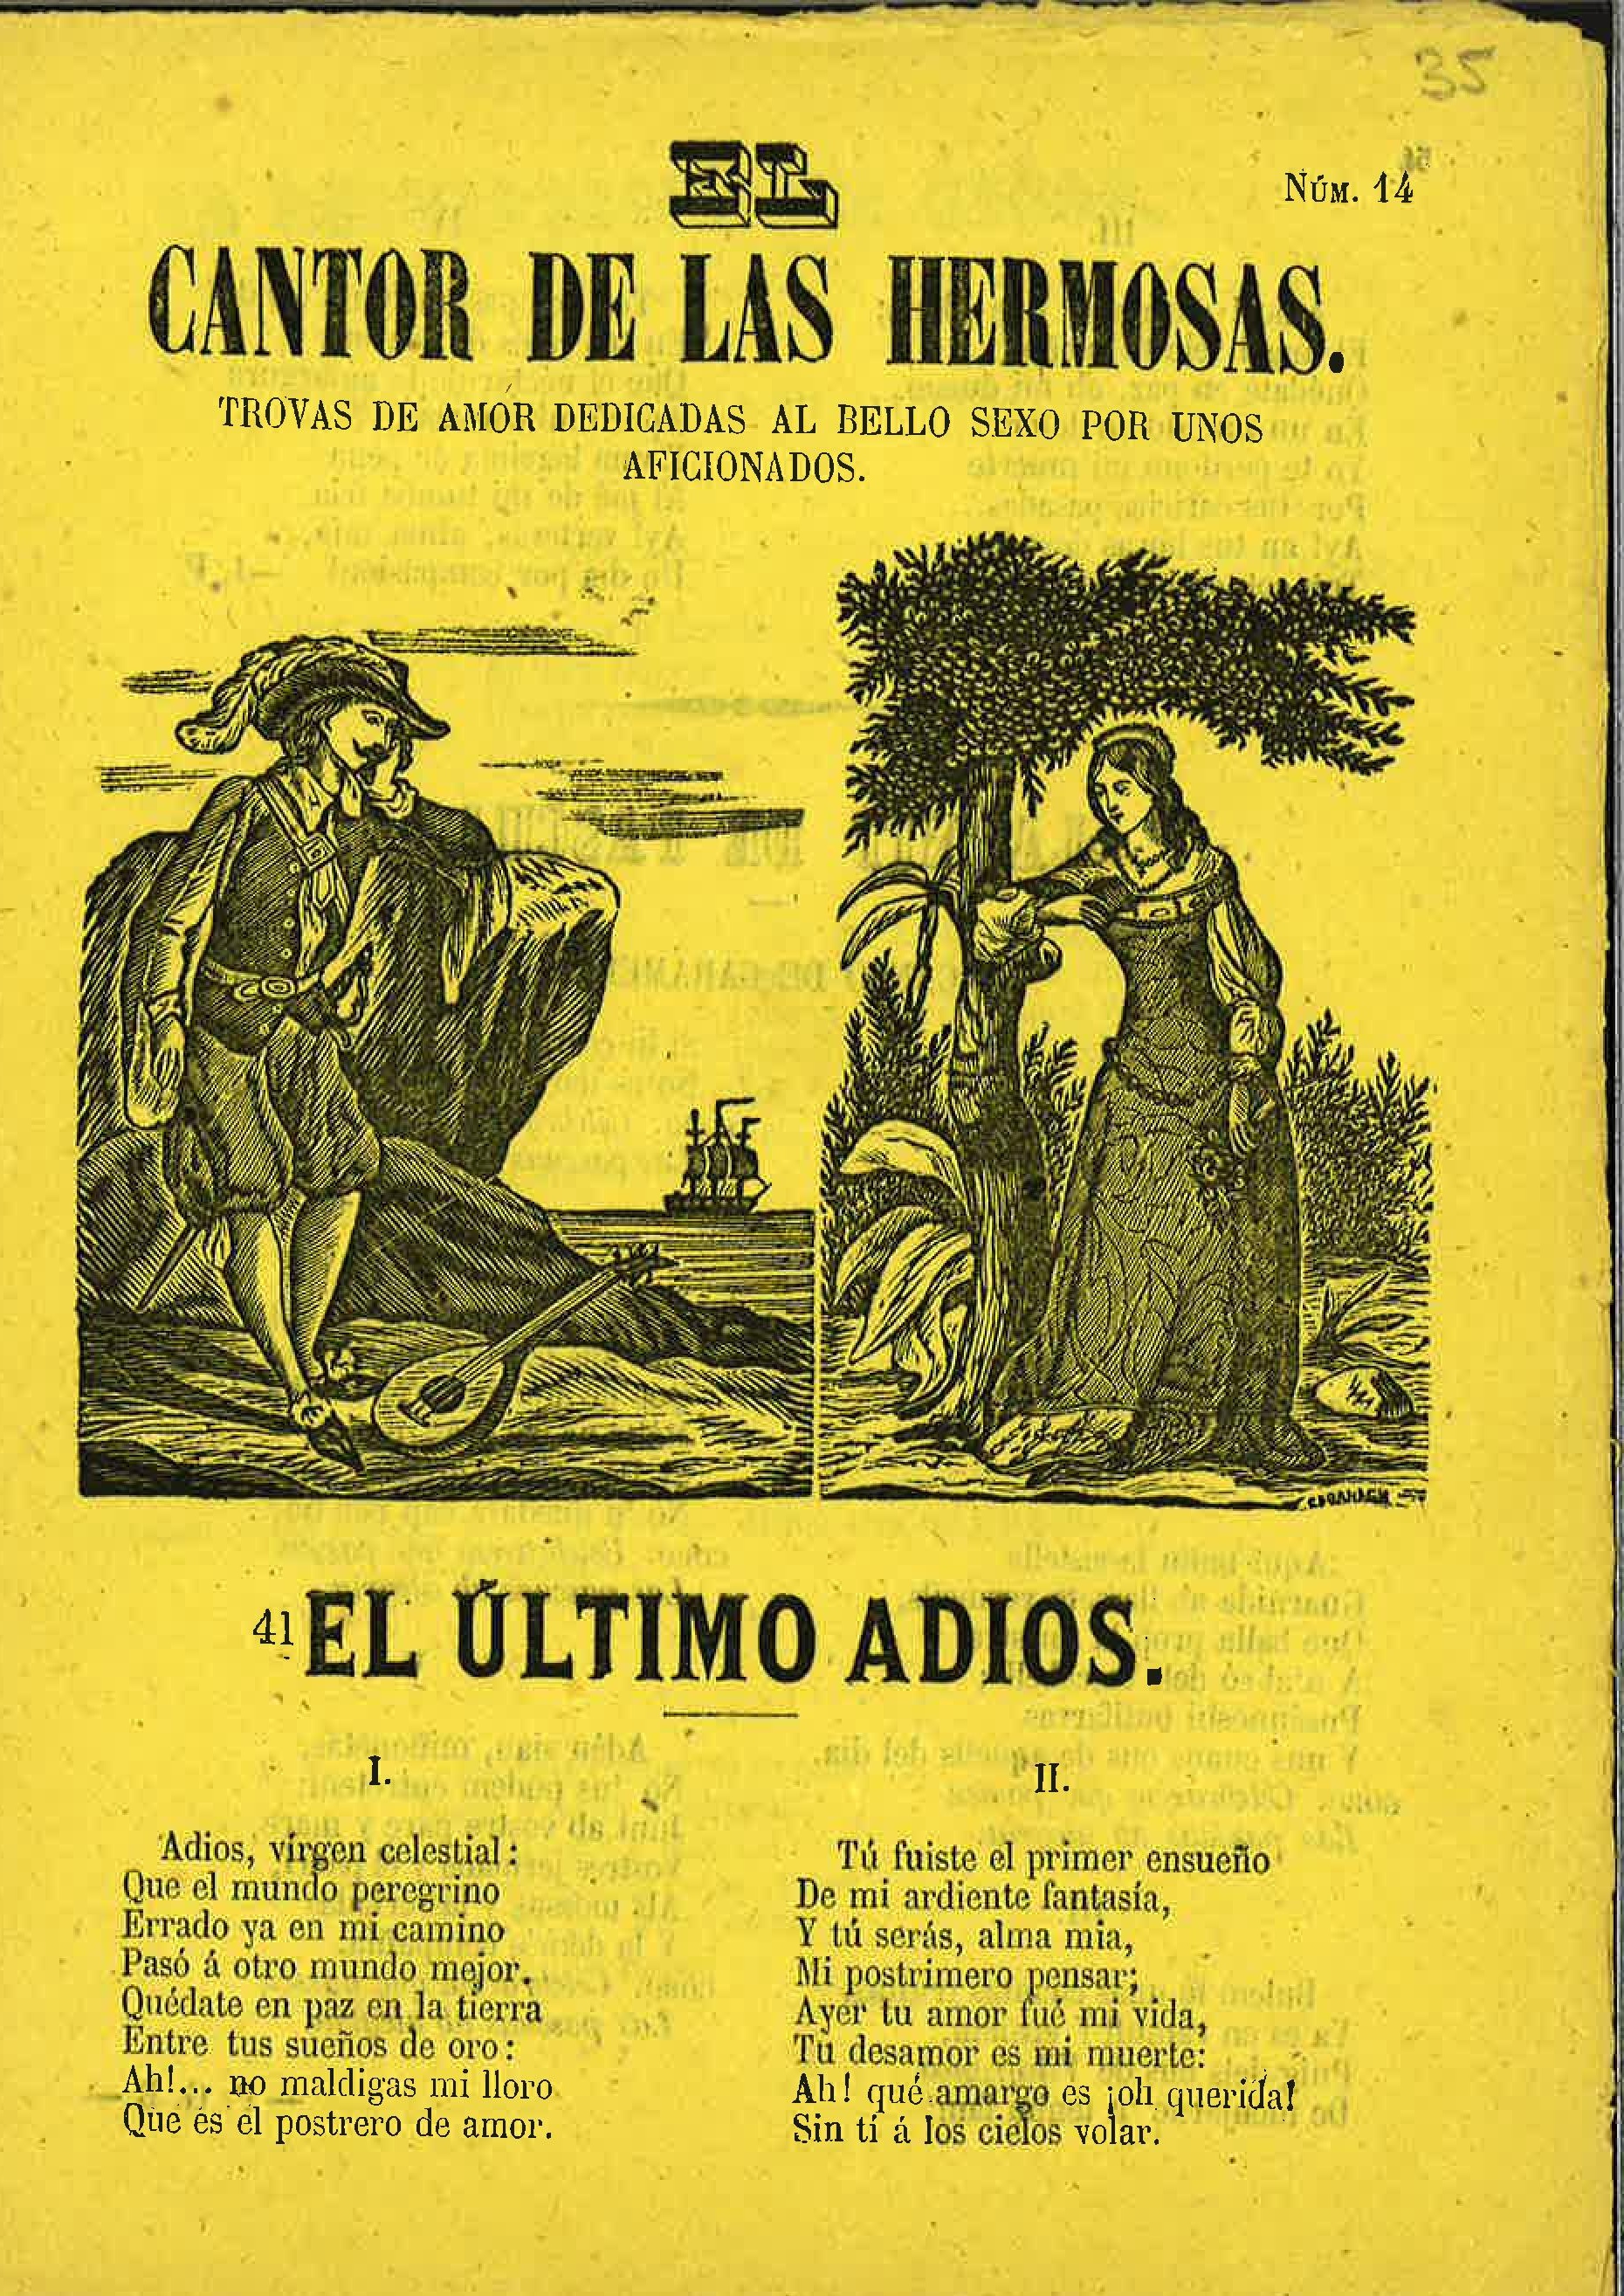 35
EL
NÚM. 14
CANTOR DE LAS HERMOSAS.
TROVAS DE AMOR DEDICADAS AL BELLO SEXO POR UNOS
AFICIONADOS.
41 EL ÚLTIMO ADIOS.
I.
Adios, vírgen celestial:
Que el mundo peregrino
Errado ya en mi camino
Pasó á otro mundo mejor.
Quédate en paz en la tierra
Entre tus sueños de oro:
Ah!... no maldigas mi lloro
Que es el postrero de amor.
II.
Tú fuiste el primer ensueño
De mi ardiente fantasía,
Y tú serás, alma mia,
Mi postrimero pensar;
Ayer tu amor fué mi vida,
Tu desamor es mi muerte:
Ah! qué amargo es ¡oh querida!
Sin tí á los cielos volar.